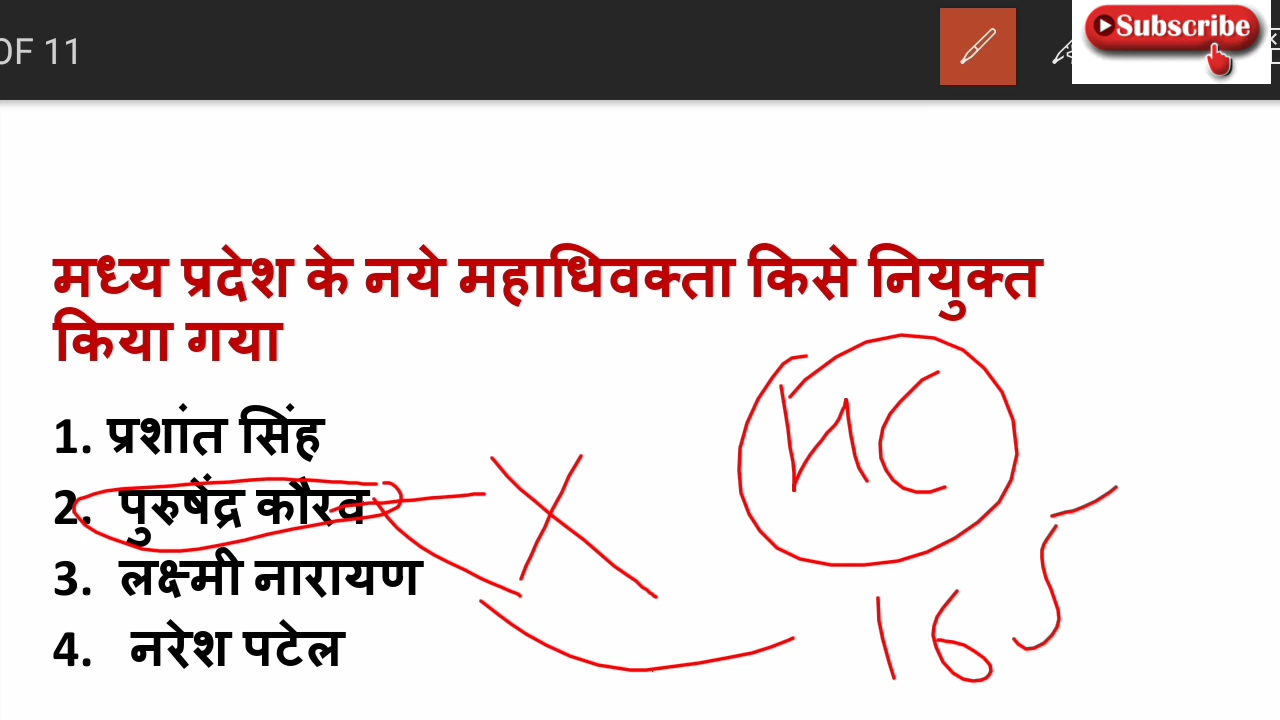 OF 11
Subscribe
मध्य प्रदेश के नये महाधिवक्ता किसे नियुक्त
किया गया
1. प्रशांत सिंह
2. पुरुषेंद्र कौरव
3. लक्ष्मी नारायण
4. नरेश पटेल
HC
165